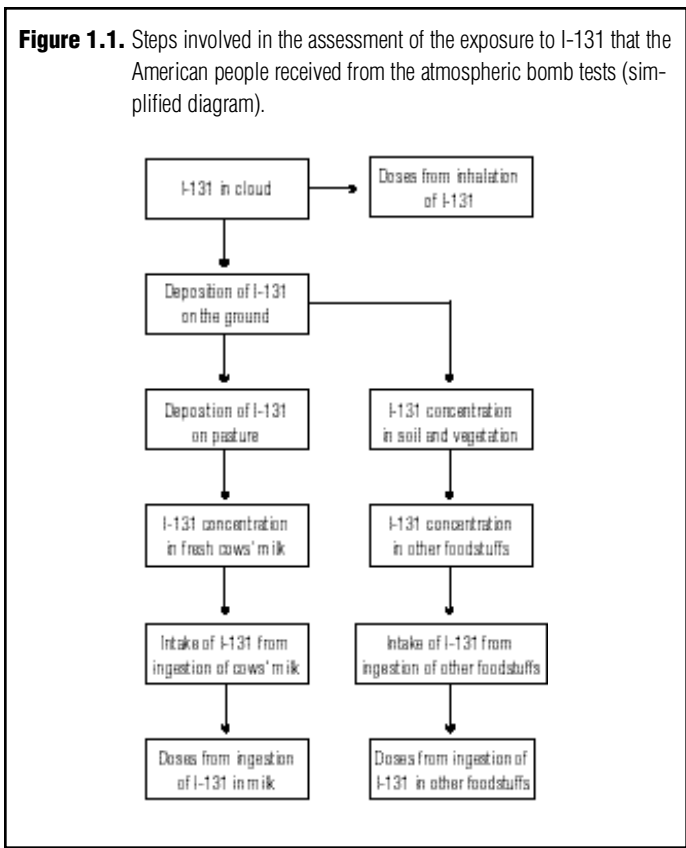 Figure 1.1. Steps involved in the assessment of the exposure to I-131 that the
American people received from the atmospheric bomb tests (sim-
plified diagram).
I-131 in cloud
Doses from inhalation
of I-131
Deposition of I-131
on the ground
Depostion of I-131
on pasture
I-131 concentration
in soil and vegetation
I-131 concentration
in fresh cows' milk
I-131 concentration
in other foodstuffs
Intake of I-131 from
ingestion of cows' milk
Intake of I-131 from
ingestion of other foodstuffs
Doses from ingestion
of I-131 in milk
Doses from ingestion of
I-131 in other foodstuffs